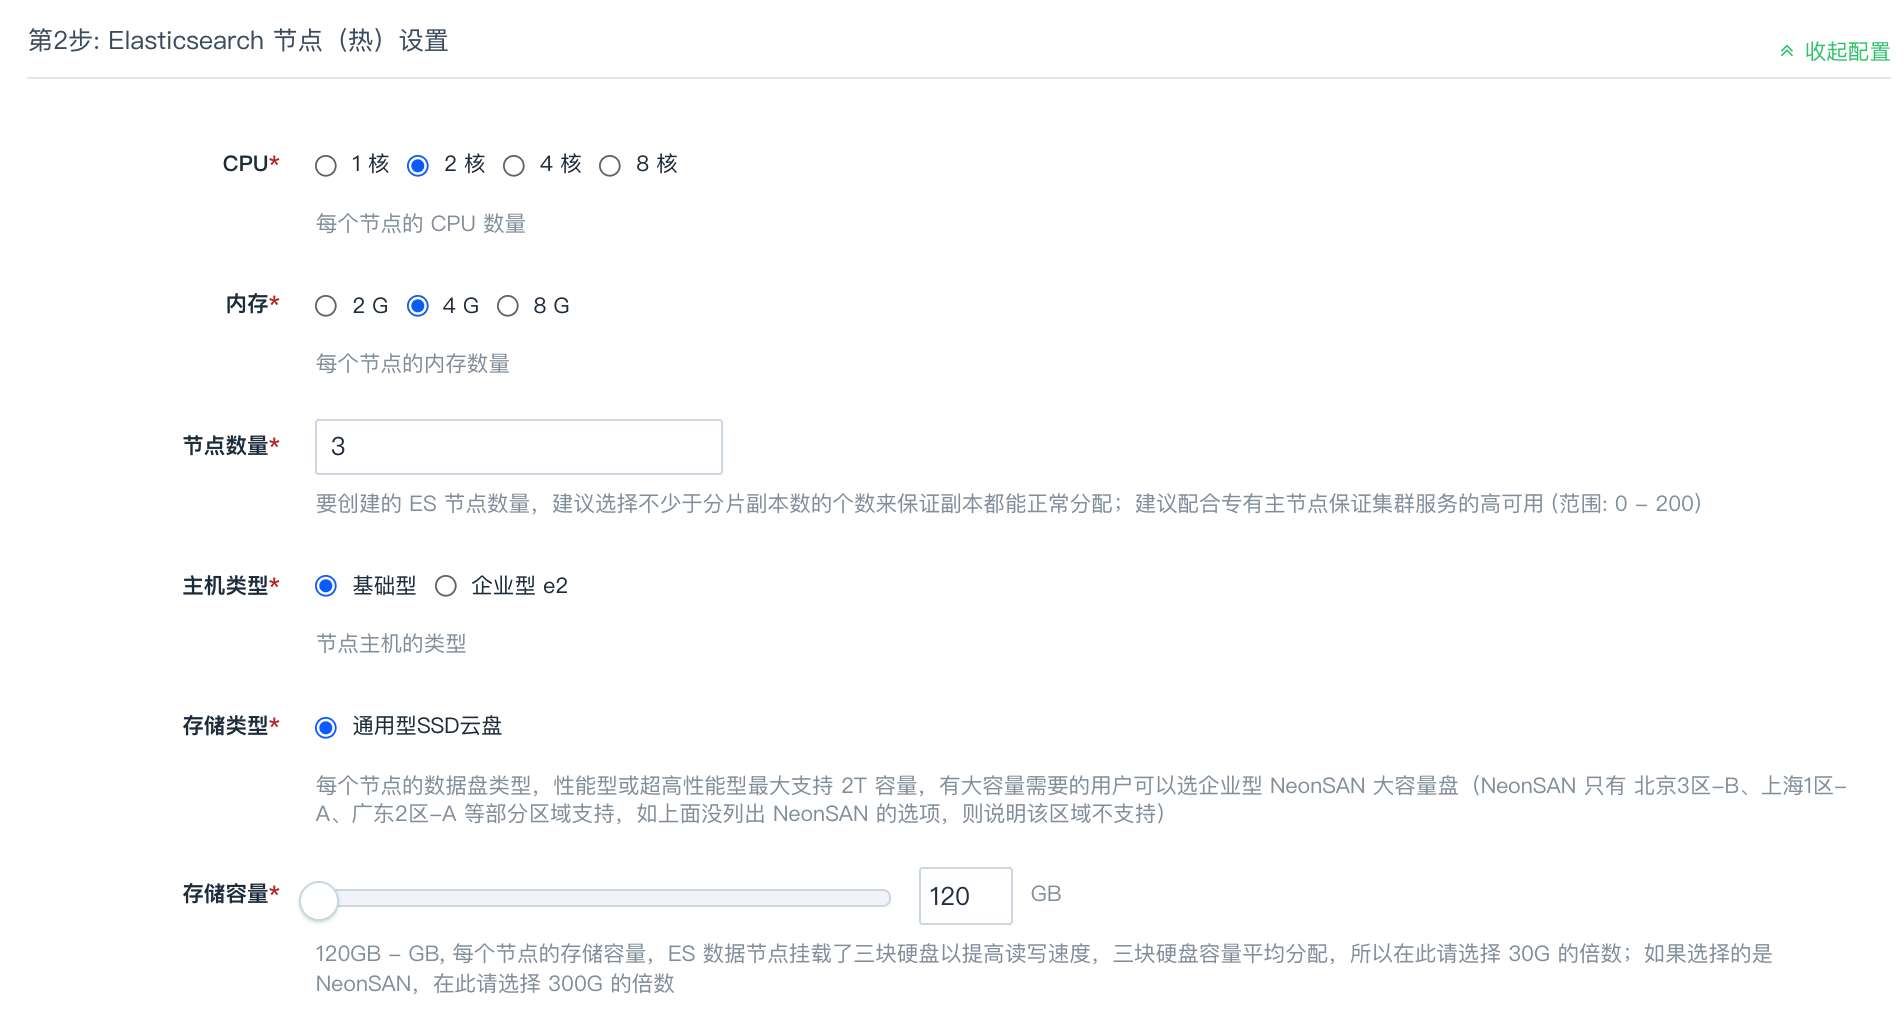 第2步: Elasticsearch 节点（热）设置
收起配置
CPU* 1 核 2 核 4 核 8 核
每个节点的 CPU 数量
内存* 2 G 4 G 8 G
每个节点的内存数量
节点数量* 3
要创建的 ES 节点数量，建议选择不少于分片副本数的个数来保证副本都能正常分配；建议配合专有主节点保证集群服务的高可用 (范围: 0 - 200)
主机类型* 基础型 企业型 e2
节点主机的类型
存储类型* 通用型SSD云盘
每个节点的数据盘类型，性能型或超高性能型最大支持 2T 容量，有大容量需要的用户可以选企业型 NeonSAN 大容量盘（NeonSAN 只有 北京3区-B、上海1区-
A、广东2区-A 等部分区域支持，如上面没列出 NeonSAN 的选项，则说明该区域不支持）
存储容量* 120 GB
120GB - GB, 每个节点的存储容量，ES 数据节点挂载了三块硬盘以提高读写速度，三块硬盘容量平均分配，所以在此请选择 30G 的倍数；如果选择的是
NeonSAN，在此请选择 300G 的倍数